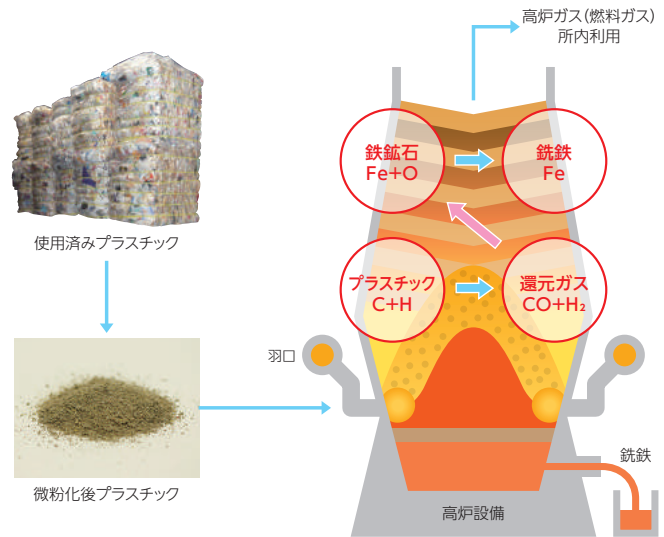 高炉ガス(燃料ガス)
所内利用
鉄鉱石
Fe+O
銑鉄
Fe
使用済みプラスチック
プラスチック
C+H
還元ガス
CO+H₂
羽口
微粉化後プラスチック
銑鉄
高炉設備